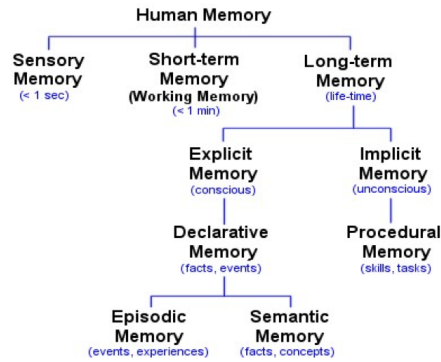 Human Memory
Sensory
Memory
(< 1 sec)
Short-term
Memory
(Working Memory)
(< 1 min)
Long-term
Memory
(life-time)
Explicit
Memory
(conscious)
Implicit
Memory
(unconscious)
Declarative
Memory
(facts, events)
Procedural
Memory
(skills, tasks)
Episodic
Memory
(events, experiences)
Semantic
Memory
(facts, concepts)